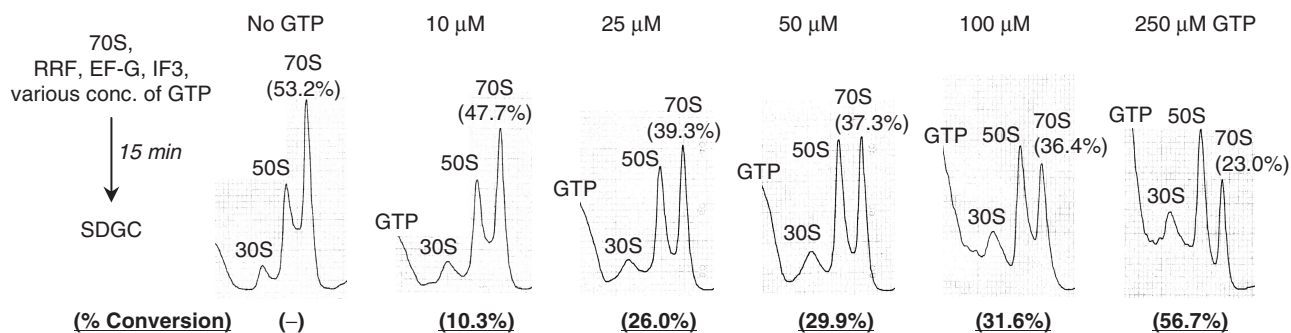 No GTP 10 μM 25 μM 50 μM 100 μM 250 μM GTP
70S,
RRF, EF-G, IF3,
various conc. of GTP
15 min
SDGC
70S
(53.2%)
50S
30S
70S
(47.7%)
50S
GTP
30S
70S
(39.3%)
50S
GTP
30S
70S
(37.3%)
50S
GTP
30S
GTP
50S
70S
(36.4%)
30S
GTP
50S
70S
(23.0%)
30S
(% Conversion) (–) (10.3%) (26.0%) (29.9%) (31.6%) (56.7%)